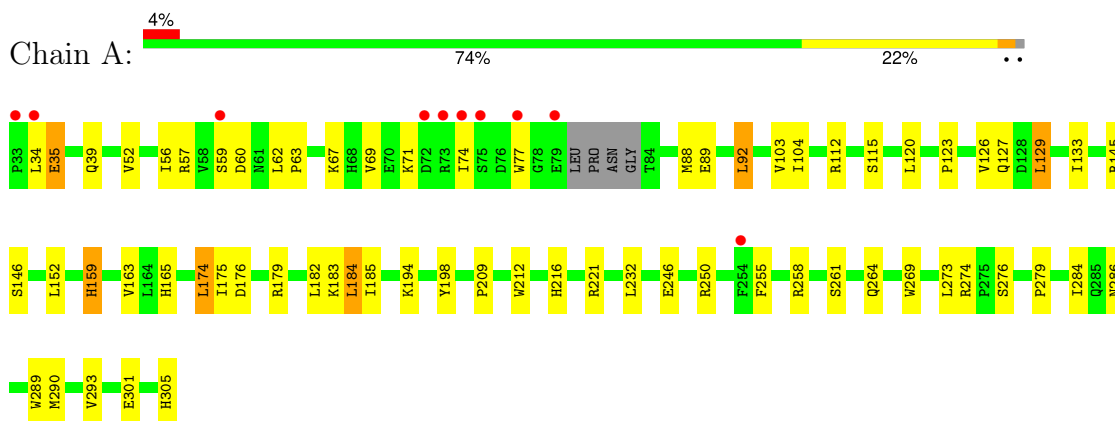 4%
Chain A:
74% 22% • •
P33 L34 E35 Q39 V52 I56 R57 V58 S59 D60 N61 L62 P63 K67 H68 V69 E70 K71 D72 R73 I74 S75 D76 W77 G78 E79 LEU PRO ASN GLY T84 M88 E89 L92 V103 I104 R112 S115 L120 P123 V126 Q127 D128 L129 I133
S146 L152 H159 V163 L164 H165 L174 I175 D176 R179 L182 K183 L184 I185 K194 Y198 P209 W212 H216 R221 L232 E246 R250 F254 F255 R258 S261 Q264 W269 L273 R274 P275 S276 P279 I284 Q285 N286
W289 M290 V293 E301 H305